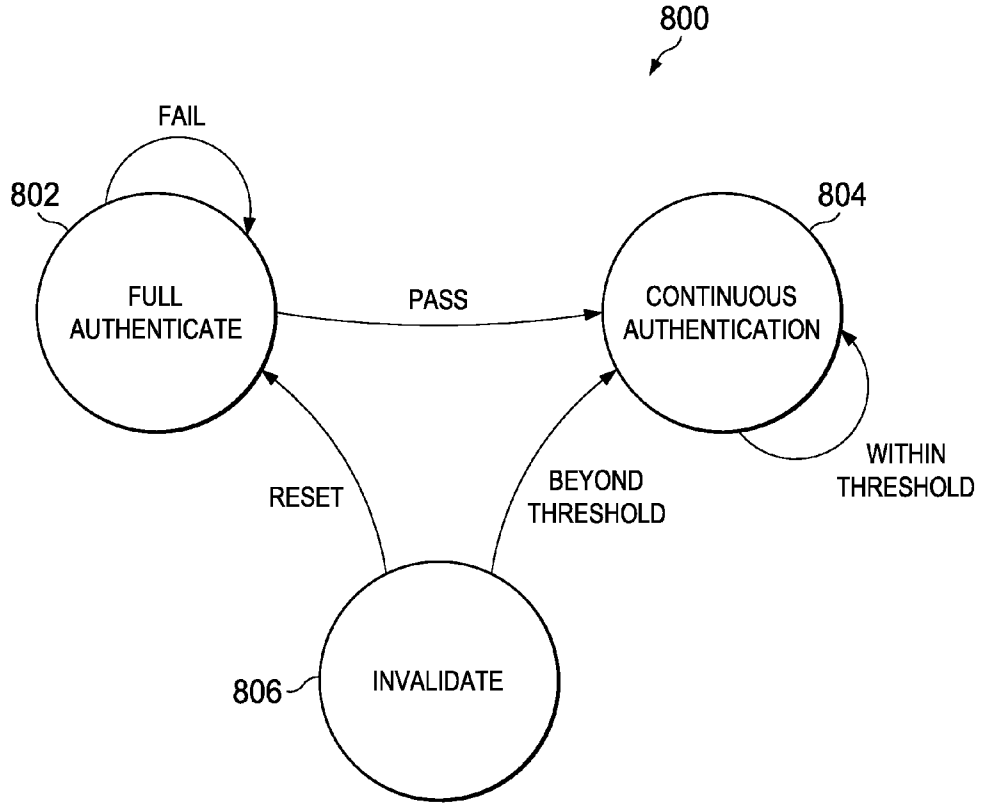 800
FAIL
802
804
FULL
AUTHENTICATE
PASS
CONTINUOUS
AUTHENTICATION
WITHIN
THRESHOLD
RESET
BEYOND
THRESHOLD
806
INVALIDATE